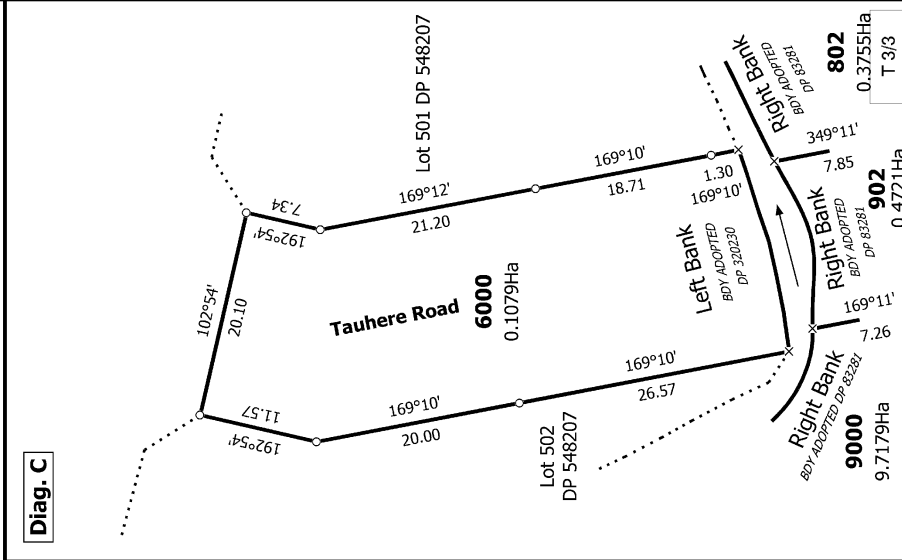 Diag. C
Lot 501 DP 548207
Right Bank
BDY ADOPTED
DP 83281
802
0.3755Ha
T 3/3
7.34
192°54'
169°12'
21.20
169°10'
18.71
1.30
169°10'
349°11'
7.85
902
0.4721Ha
102°54'
20.10
Tauhere Road
6000
0.1079Ha
Left Bank
BDY ADOPTED
DP 320230
Right Bank
BDY ADOPTED
DP 83281
11.57
192°54'
169°10'
20.00
169°10'
26.57
169°11'
7.26
Lot 502
DP 548207
Right Bank
BDY ADOPTED DP 83281
9000
9.7179Ha